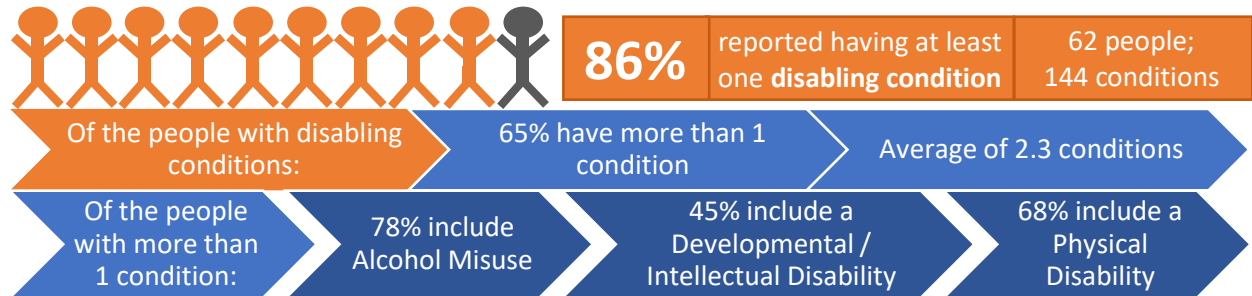 86%
reported having at least
one disabling condition
62 people;
144 conditions
Of the people with disabling
conditions:
65% have more than 1
condition
Average of 2.3 conditions
Of the people
with more than
1 condition:
78% include
Alcohol Misuse
45% include a
Developmental /
Intellectual Disability
68% include a
Physical
Disability